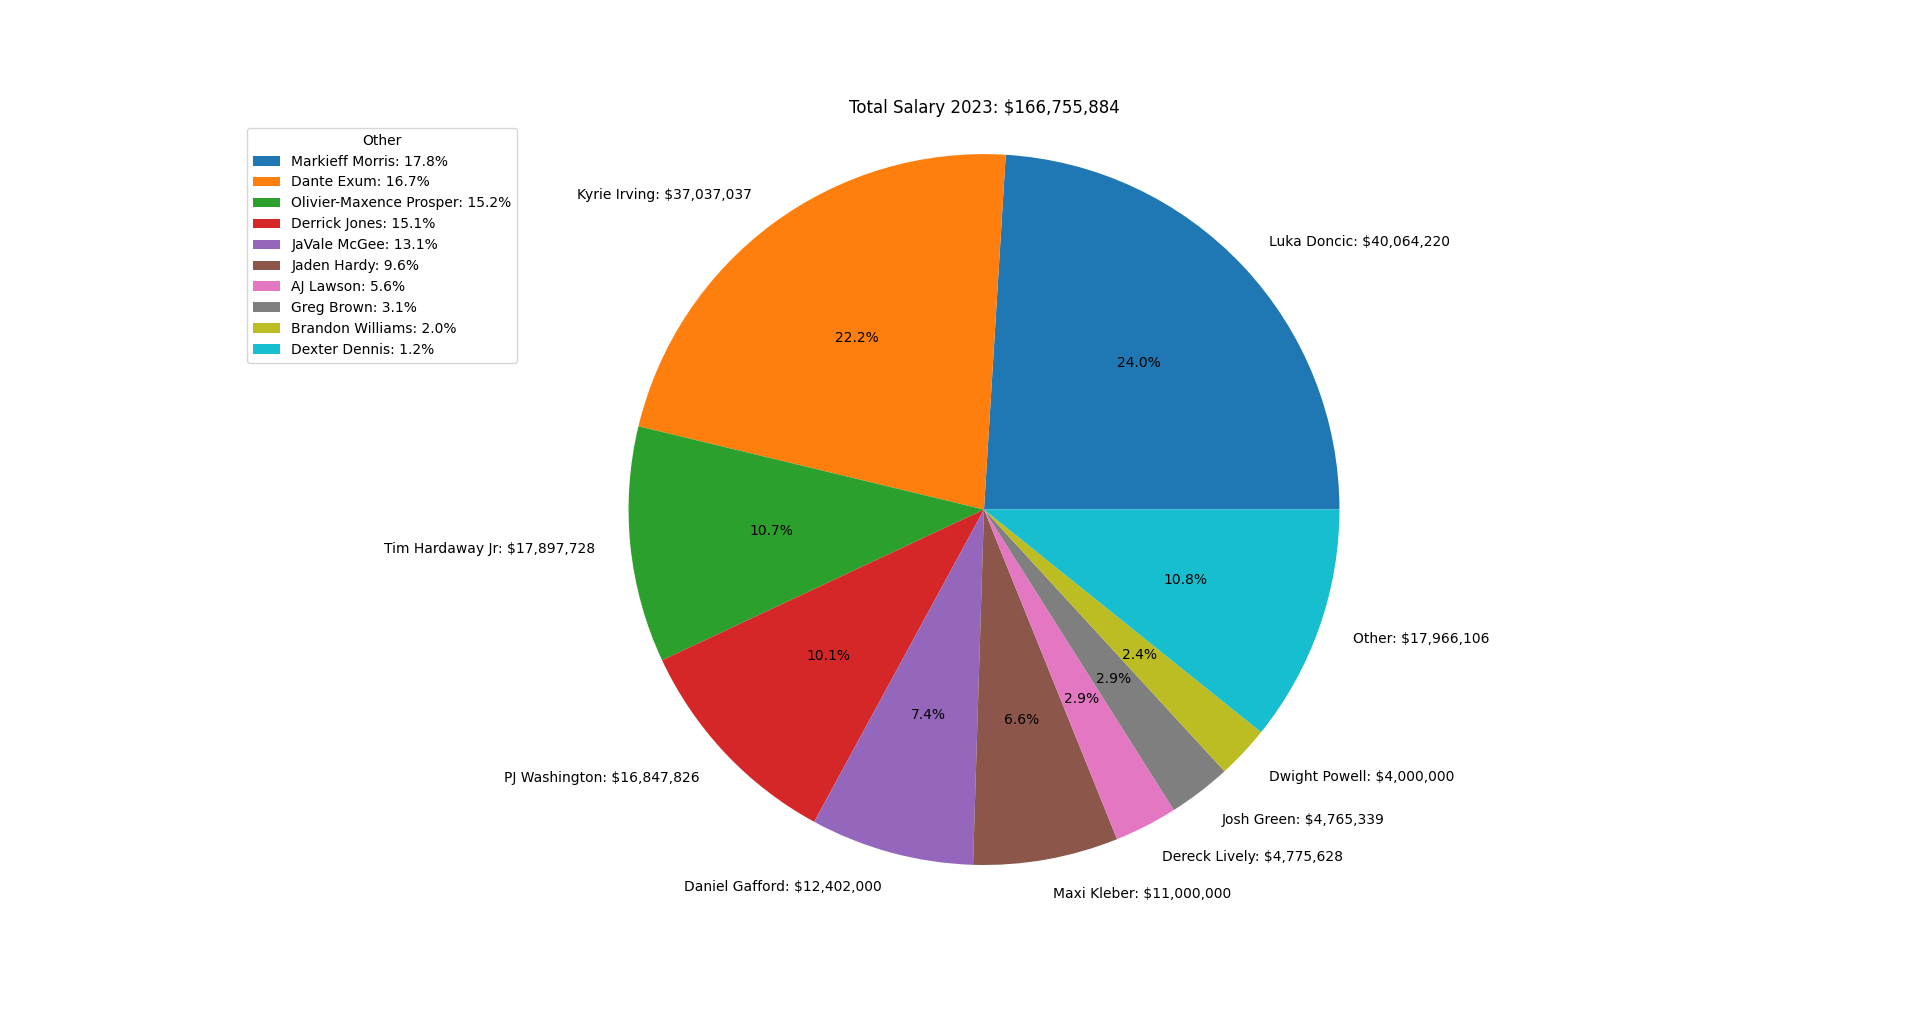 Total Salary 2023: $166,755,884
Other
Markieff Morris: 17.8%
Dante Exum: 16.7%
Olivier-Maxence Prosper: 15.2%
Derrick Jones: 15.1%
JaVale McGee: 13.1%
Jaden Hardy: 9.6%
AJ Lawson: 5.6%
Greg Brown: 3.1%
Brandon Williams: 2.0%
Dexter Dennis: 1.2%
Kyrie Irving: $37,037,037
Luka Doncic: $40,064,220
22.2%
24.0%
10.7%
Tim Hardaway Jr: $17,897,728
10.8%
Other: $17,966,106
10.1%
2.4%
2.9%
2.9%
7.4%
6.6%
PJ Washington: $16,847,826
Dwight Powell: $4,000,000
Josh Green: $4,765,339
Dereck Lively: $4,775,628
Daniel Gafford: $12,402,000
Maxi Kleber: $11,000,000